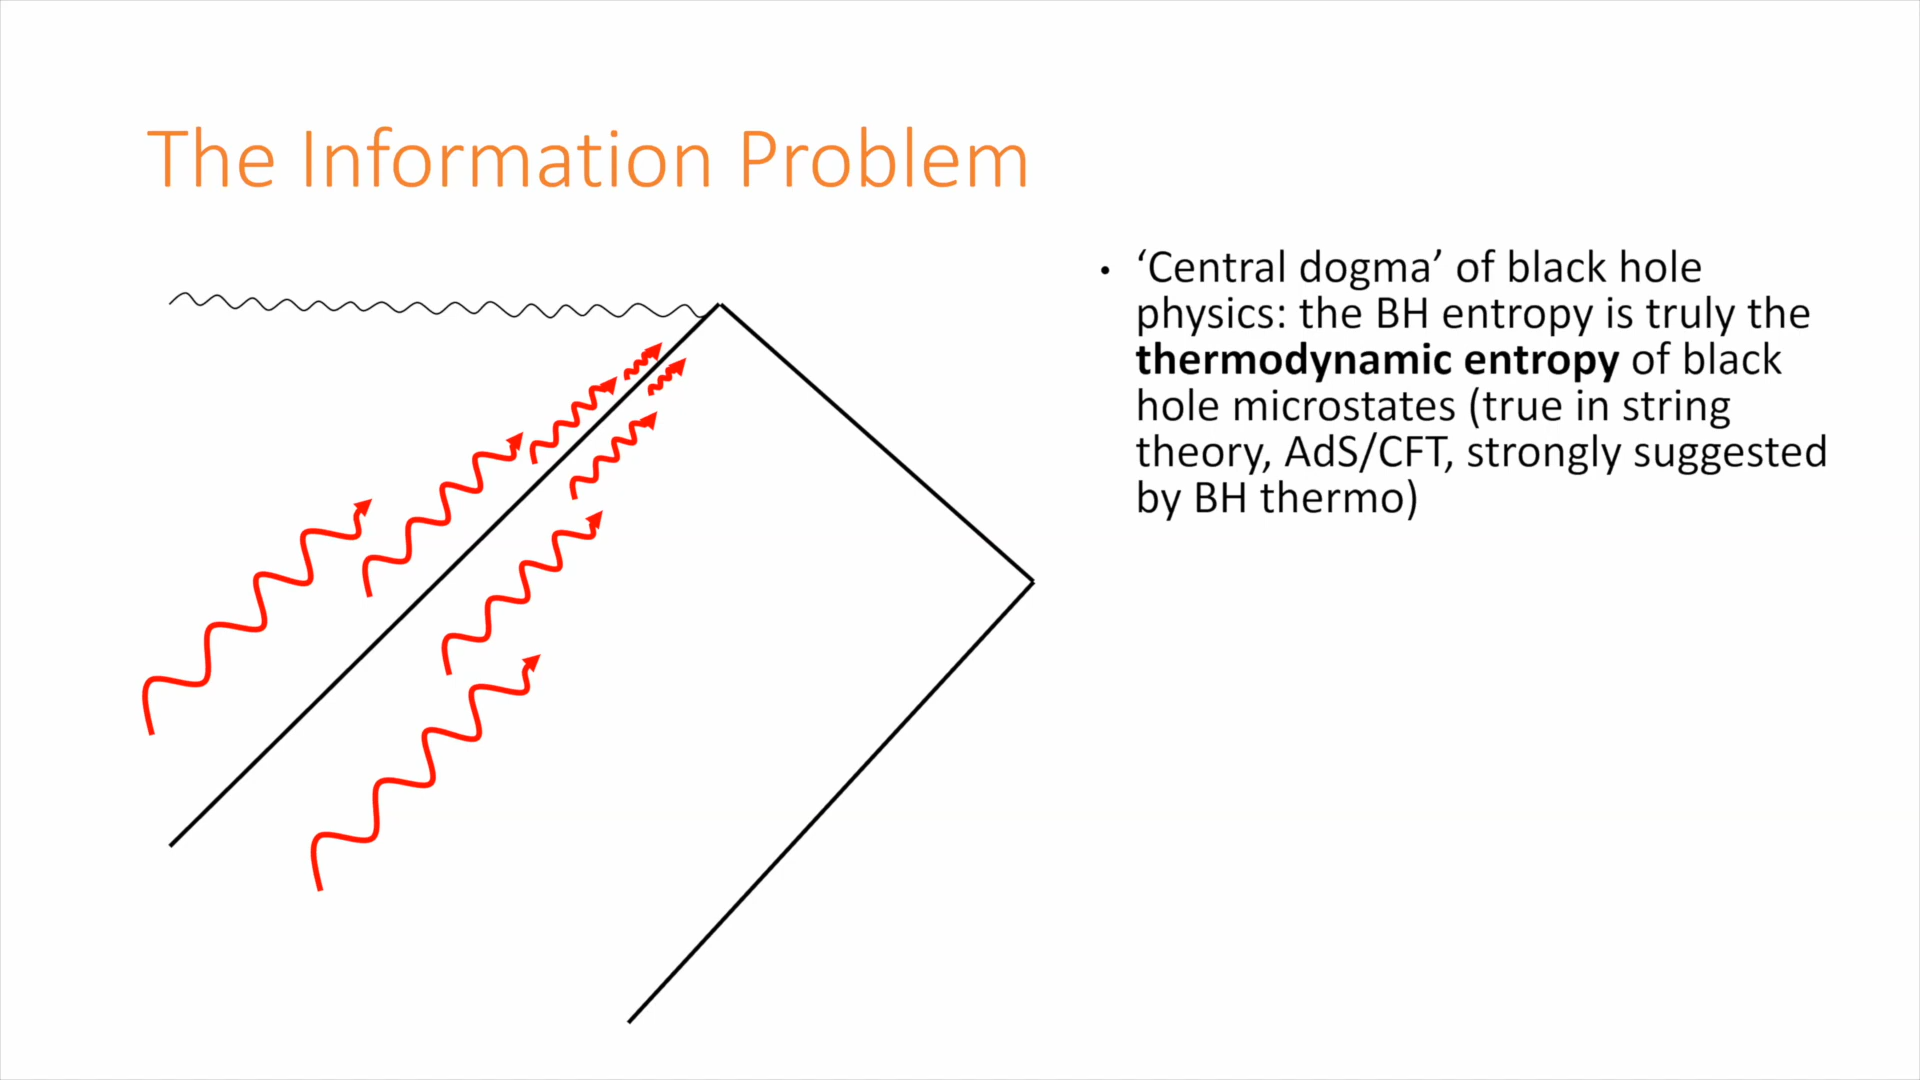 The Information Problem
• ‘Central dogma’ of black hole
physics: the BH entropy is truly the
thermodynamic entropy of black
hole microstates (true in string
theory, AdS/CFT, strongly suggested
by BH thermo)